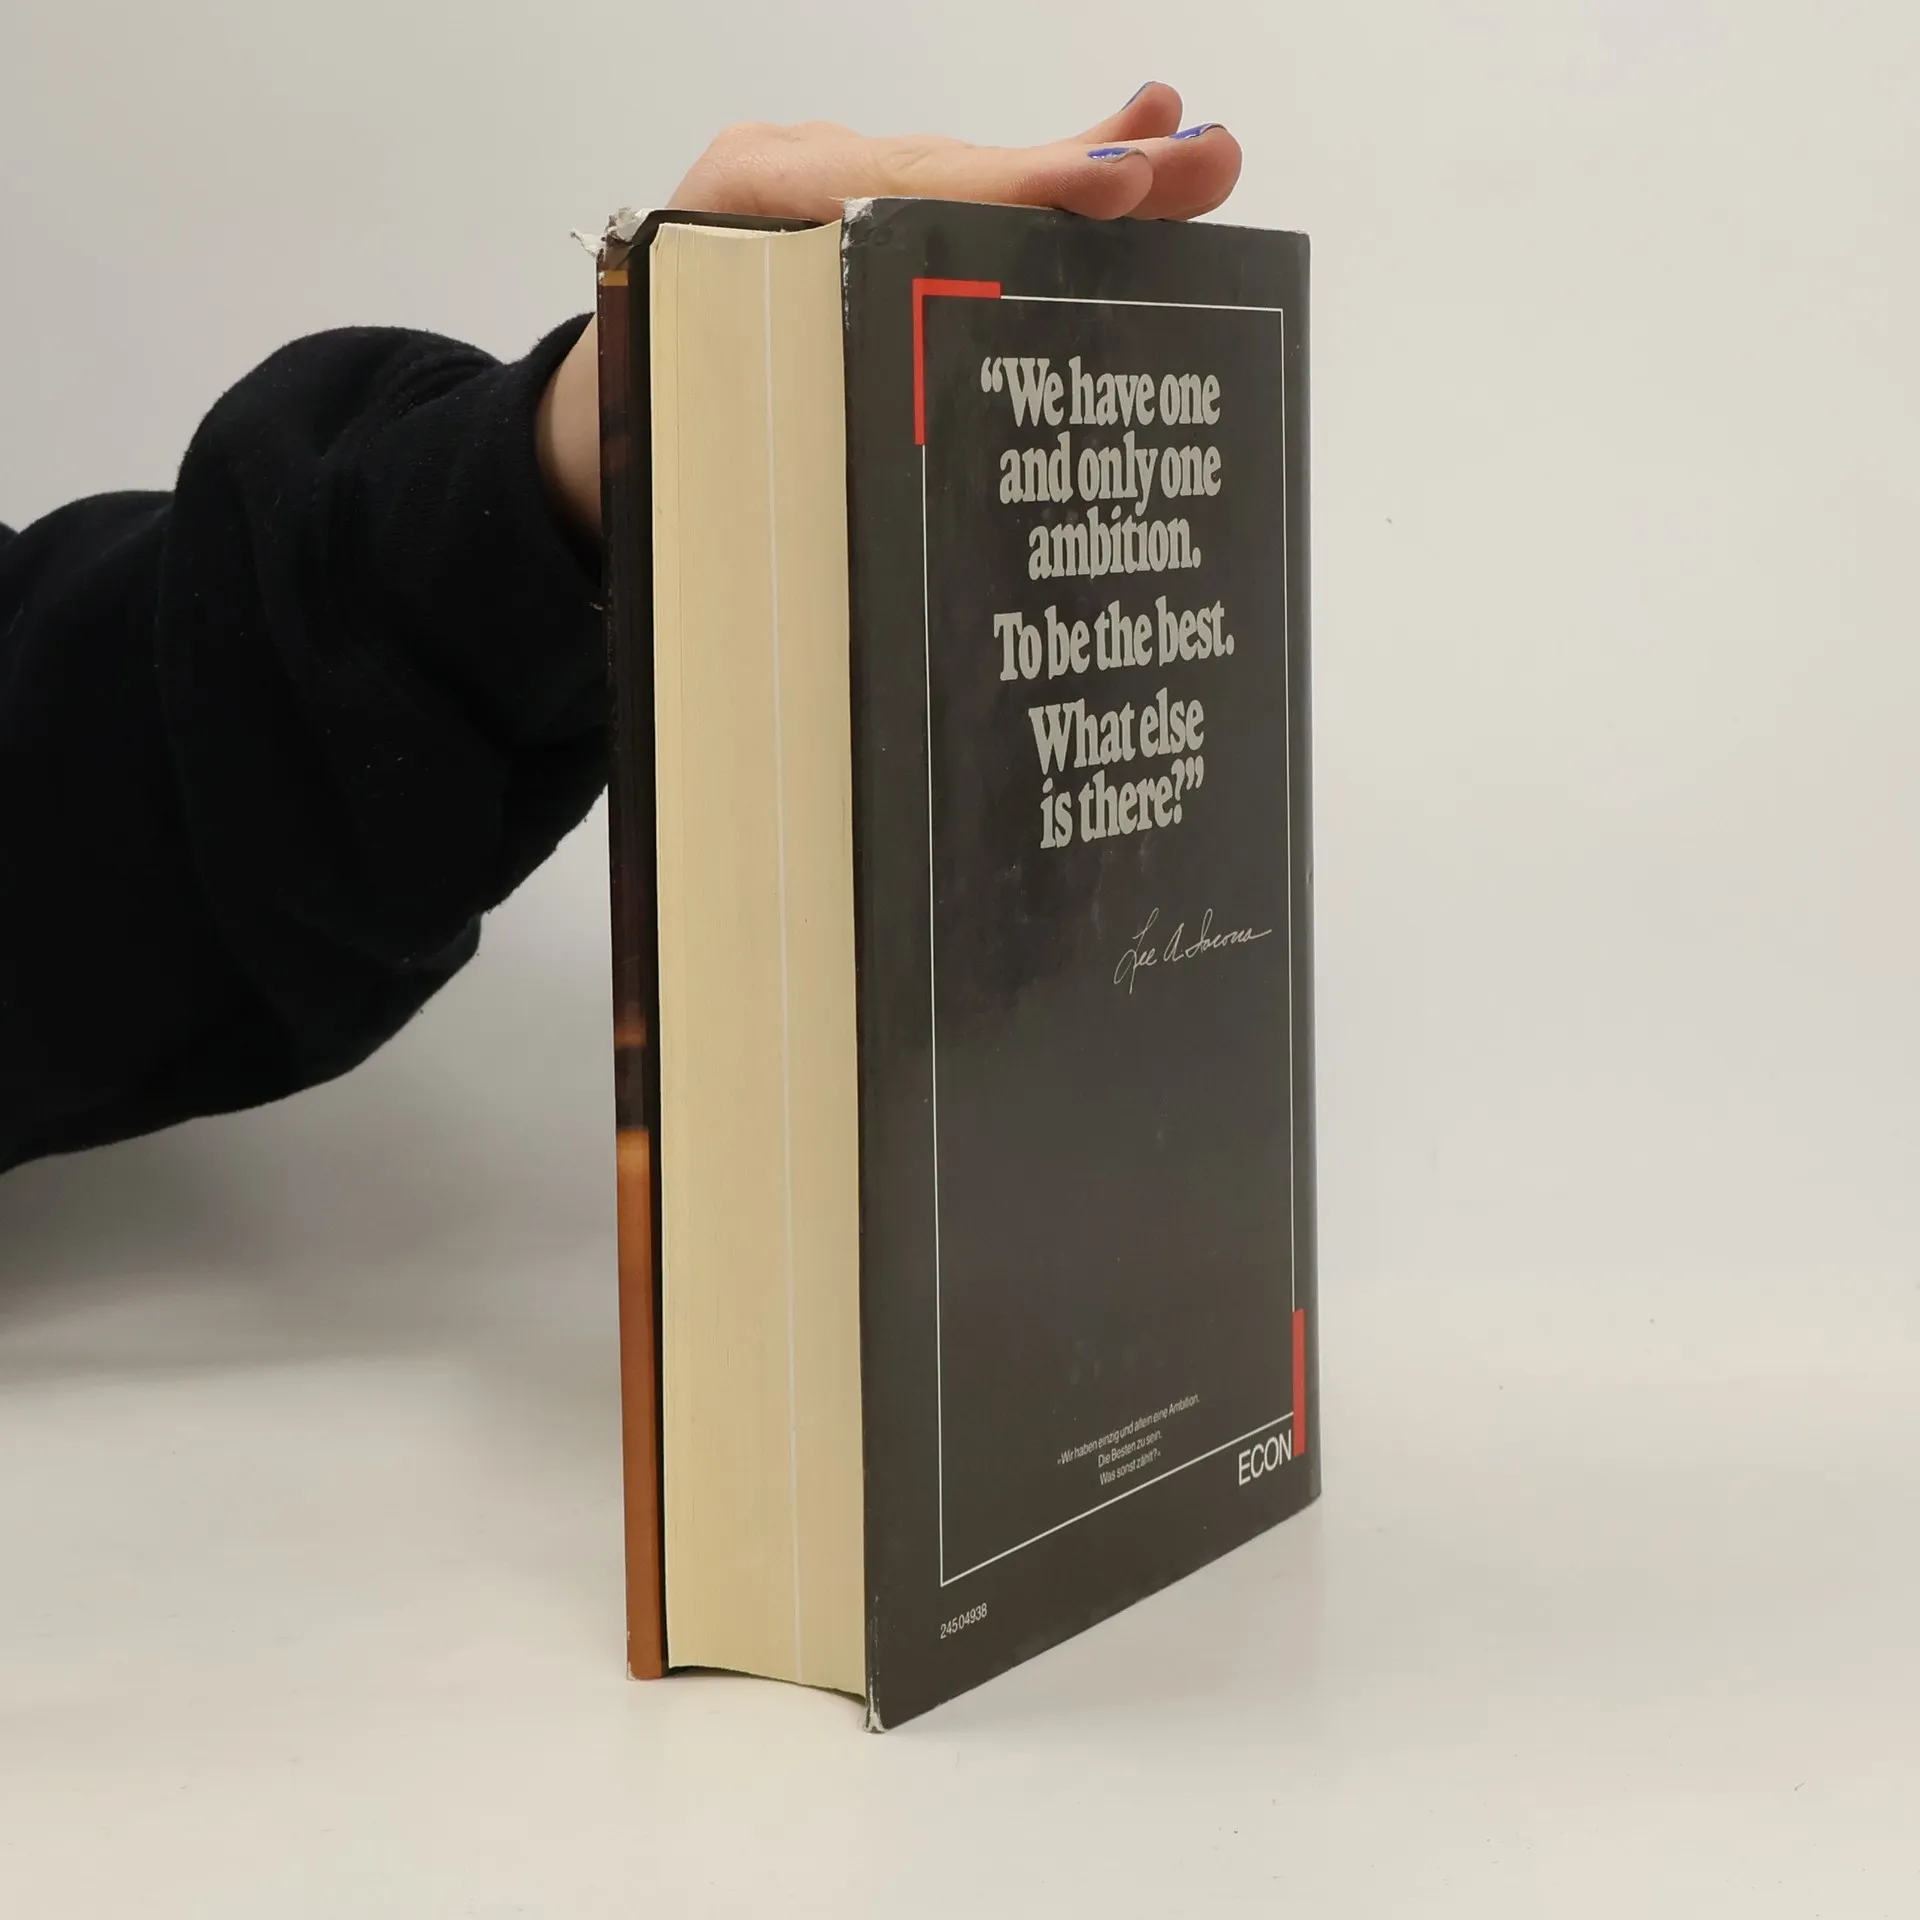 “We have one
and only one
ambition.
To be the best.
What else
is there?”
Lee A Iacocca
»Wir haben einzig und allein eine Ambition.
Die Besten zu sein.
Was sonst zählt?«
ECON
24504938